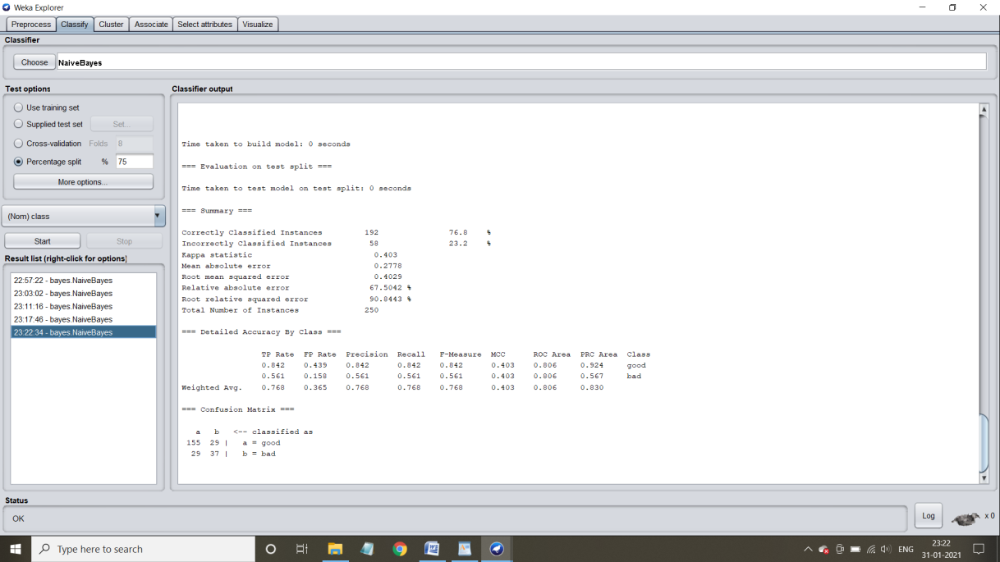 Weka Explorer
Preprocess Classify Cluster Associate Select attributes Visualize
Classifier
Choose NaiveBayes
Test options
Use training set
Supplied test set Set...
Cross-validation Folds 8
Percentage split % 75
More options...
(Nom) class
Start Stop
Result list (right-click for options)
22:57:22 - bayes.NaiveBayes
23:03:02 - bayes.NaiveBayes
23:11:16 - bayes.NaiveBayes
23:17:46 - bayes.NaiveBayes
23:22:34 - bayes.NaiveBayes
Classifier output
Time taken to build model: 0 seconds
=== Evaluation on test split ===
Time taken to test model on test split: 0 seconds
=== Summary ===
Correctly Classified Instances 192 76.8 %
Incorrectly Classified Instances 58 23.2 %
Kappa statistic 0.403
Mean absolute error 0.2778
Root mean squared error 0.4029
Relative absolute error 67.5042 %
Root relative squared error 90.8443 %
Total Number of Instances 250
=== Detailed Accuracy By Class ===
TP Rate FP Rate Precision Recall F-Measure MCC ROC Area PRC Area Class
0.842 0.439 0.842 0.842 0.842 0.403 0.806 0.924 good
0.561 0.158 0.561 0.561 0.561 0.403 0.806 0.567 bad
Weighted Avg. 0.768 0.365 0.768 0.768 0.768 0.403 0.806 0.830
=== Confusion Matrix ===
a b <-- classified as
155 29 | a = good
29 37 | b = bad
Status
OK
Log x 0
Type here to search
ENG
23:22
31-01-2021